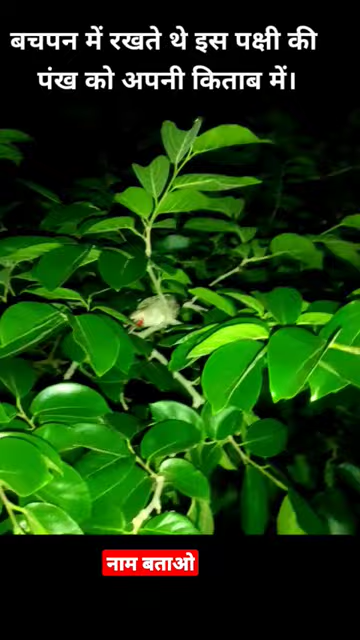 बचपन में रखते थे इस पक्षी की
पंख को अपनी किताब में।
नाम बताओ